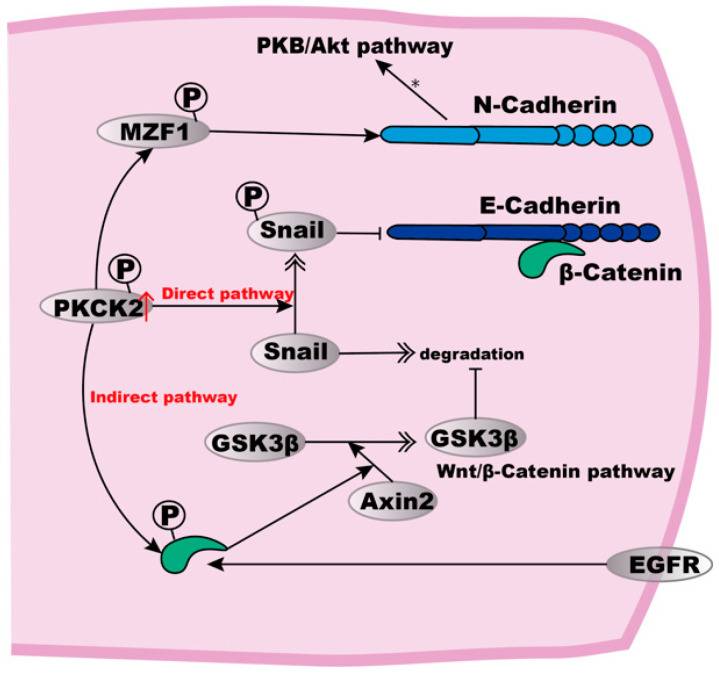 PKB/Akt pathway
*
N-Cadherin
P
MZF1
E-Cadherin
P
Snail
β-Catenin
P
PKCK2
Direct pathway
Snail
degradation
Indirect pathway
GSK3β
GSK3β
Wnt/β-Catenin pathway
Axin2
P
EGFR